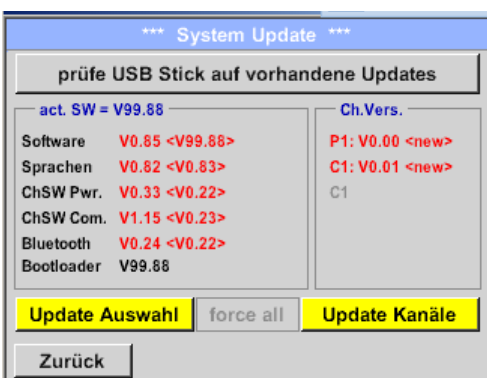 *** System Update ***
prüfe USB Stick auf vorhandene Updates
act. SW = V99.88
Software V0.85 <V99.88>
Sprachen V0.82 <V0.83>
ChSW Pwr. V0.33 <V0.22>
ChSW Com. V1.15 <V0.23>
Bluetooth V0.24 <V0.22>
Bootloader V99.88
Ch.Vers.
P1: V0.00 <new>
C1: V0.01 <new>
C1
Update Auswahl force all Update Kanäle
Zurück